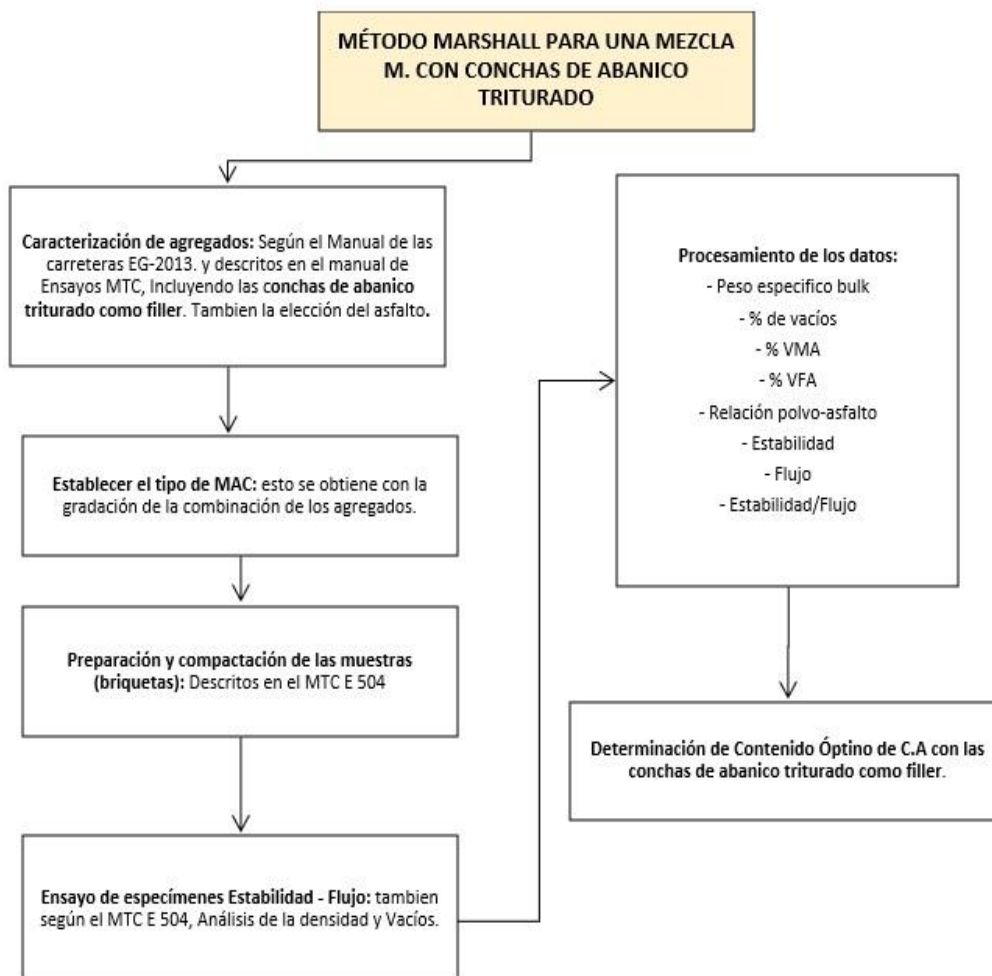 MÉTODO MARSHALL PARA UNA MEZCLA
M. CON CONCHAS DE ABANICO
TRITURADO
Caracterización de agregados: Según el Manual de las
carreteras EG-2013. y descritos en el manual de
Ensayos MTC, Incluyendo las conchas de abanico
triturado como filler. Tambien la elección del asfalto.
Establecer el tipo de MAC: esto se obtiene con la
gradación de la combinación de los agregados.
Preparación y compactación de las muestras
(briquetas): Descritos en el MTC E 504
Ensayo de especímenes Estabilidad - Flujo: tambien
según el MTC E 504, Análisis de la densidad y Vacíos.
Procesamiento de los datos:
- Peso especifico bulk
- % de vacíos
- % VMA
- % VFA
- Relación polvo-asfalto
- Estabilidad
- Flujo
- Estabilidad/Flujo
Determinación de Contenido Óptino de C.A con las
conchas de abanico triturado como filler.